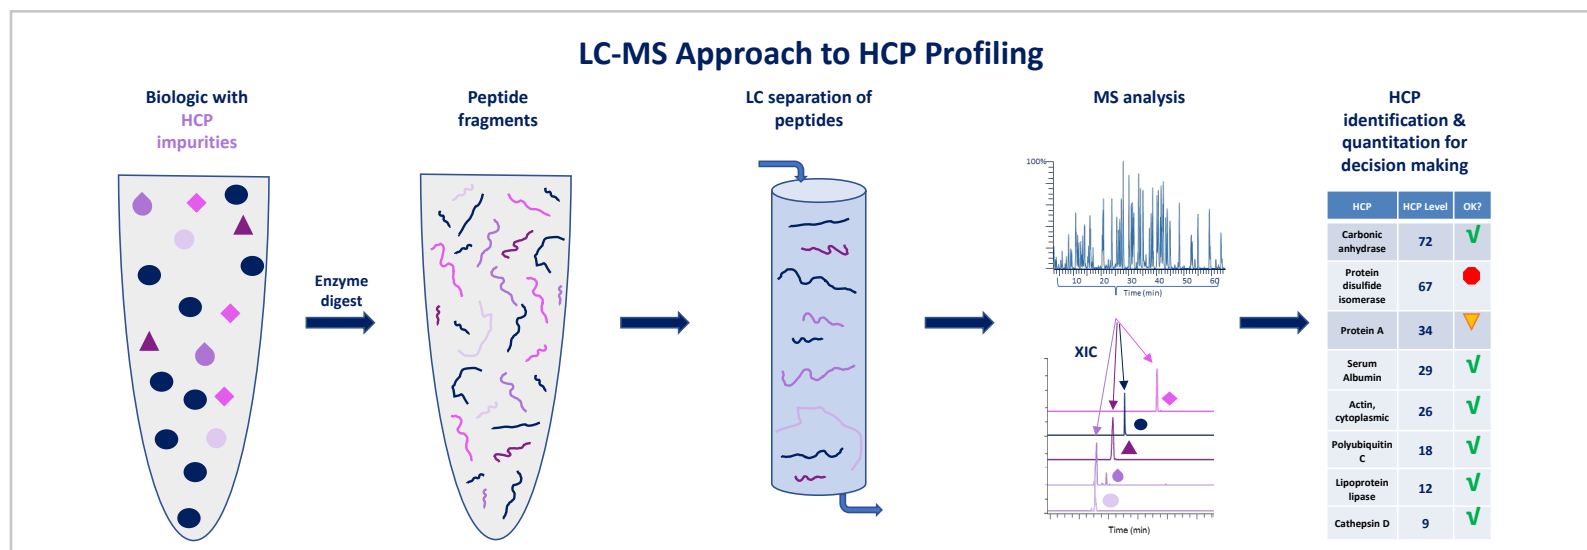 LC-MS Approach to HCP Profiling
Biologic with
HCP
impurities
Enzyme
digest
Peptide
fragments
LC separation of
peptides
MS analysis
100%
10 20 30 40 50 60
Time (min)
XIC
Time (min)
HCP
identification &
quantitation for
decision making
HCP HCP Level OK?
Carbonic
anhydrase 72 √
Protein
disulfide
isomerase 67
Protein A 34
Serum
Albumin 29 √
Actin,
cytoplasmic 26 √
Polyubiquitin
C 18 √
Lipoprotein
lipase 12 √
Cathepsin D 9 √